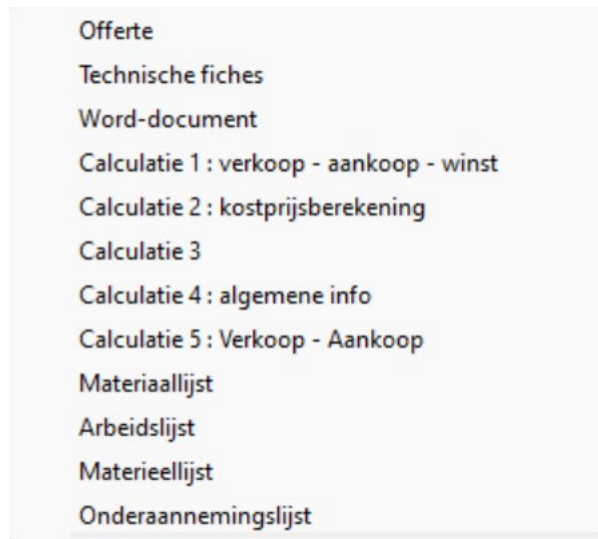 Offerte
Technische fiches
Word-document
Calculatie 1 : verkoop - aankoop - winst
Calculatie 2 : kostprijsberekening
Calculatie 3
Calculatie 4 : algemene info
Calculatie 5 : Verkoop - Aankoop
Materiaallijst
Arbeidslijst
Materieellijst
Onderaannemingslijst